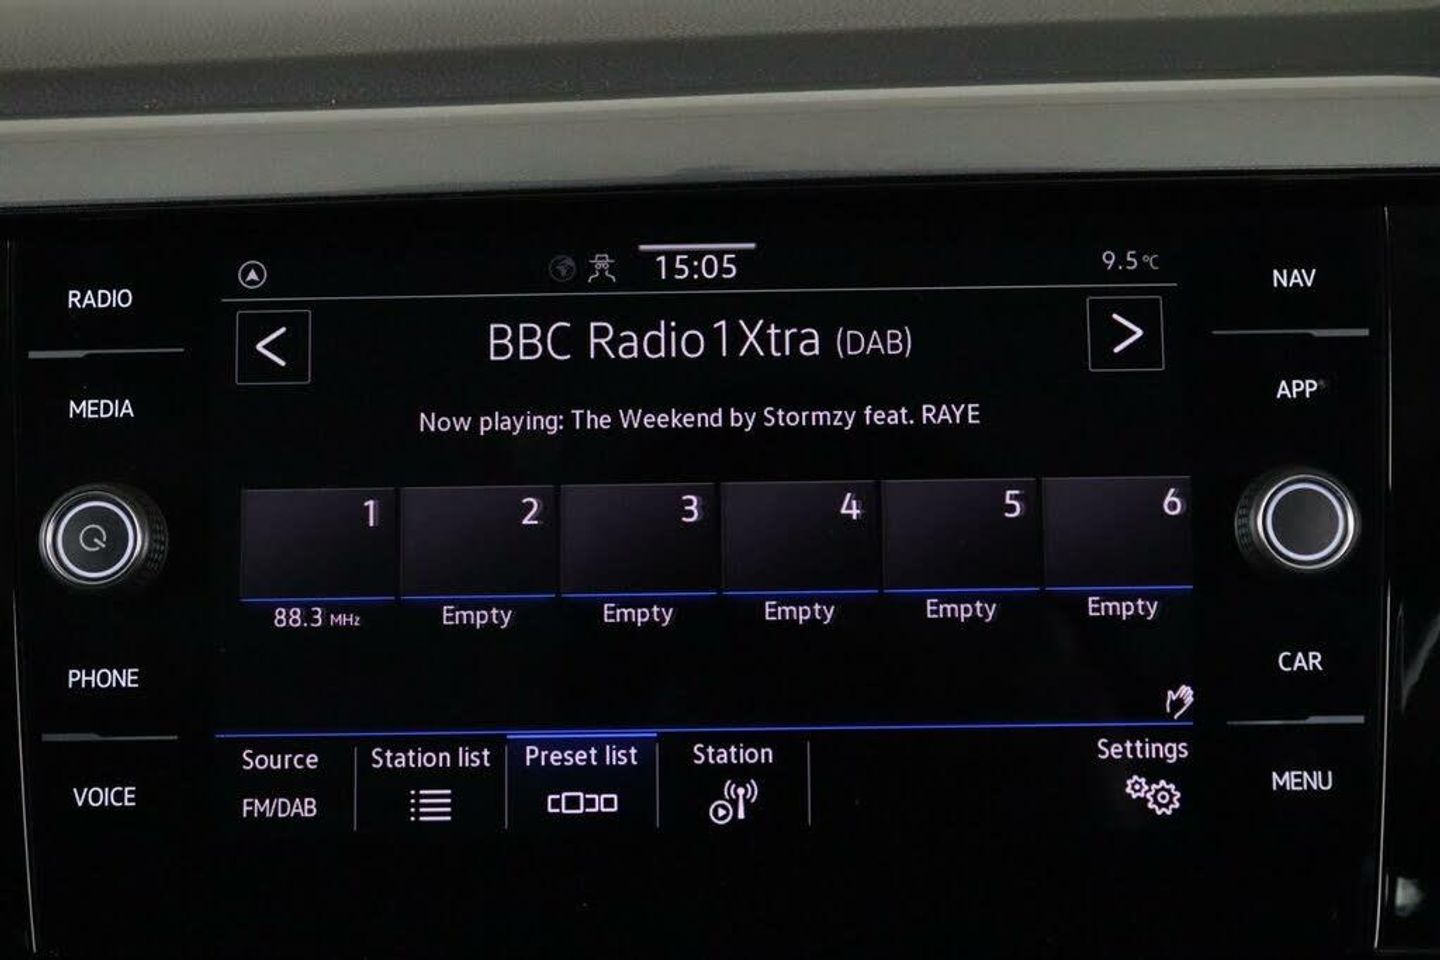 15:05
9.5°C
RADIO
NAV
BBC Radio1Xtra (DAB)
MEDIA
APP
Now playing: The Weekend by Stormzy feat. RAYE
1 2 3 4 5 6
88.3 MHz Empty Empty Empty Empty Empty
PHONE
CAR
Source Station list Preset list Station Settings
FM/DAB
VOICE
MENU